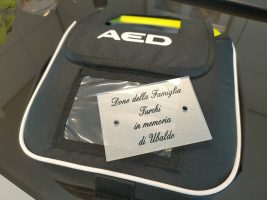 AED
Dono della Famiglia
Turchi
in memoria
di Ubaldo